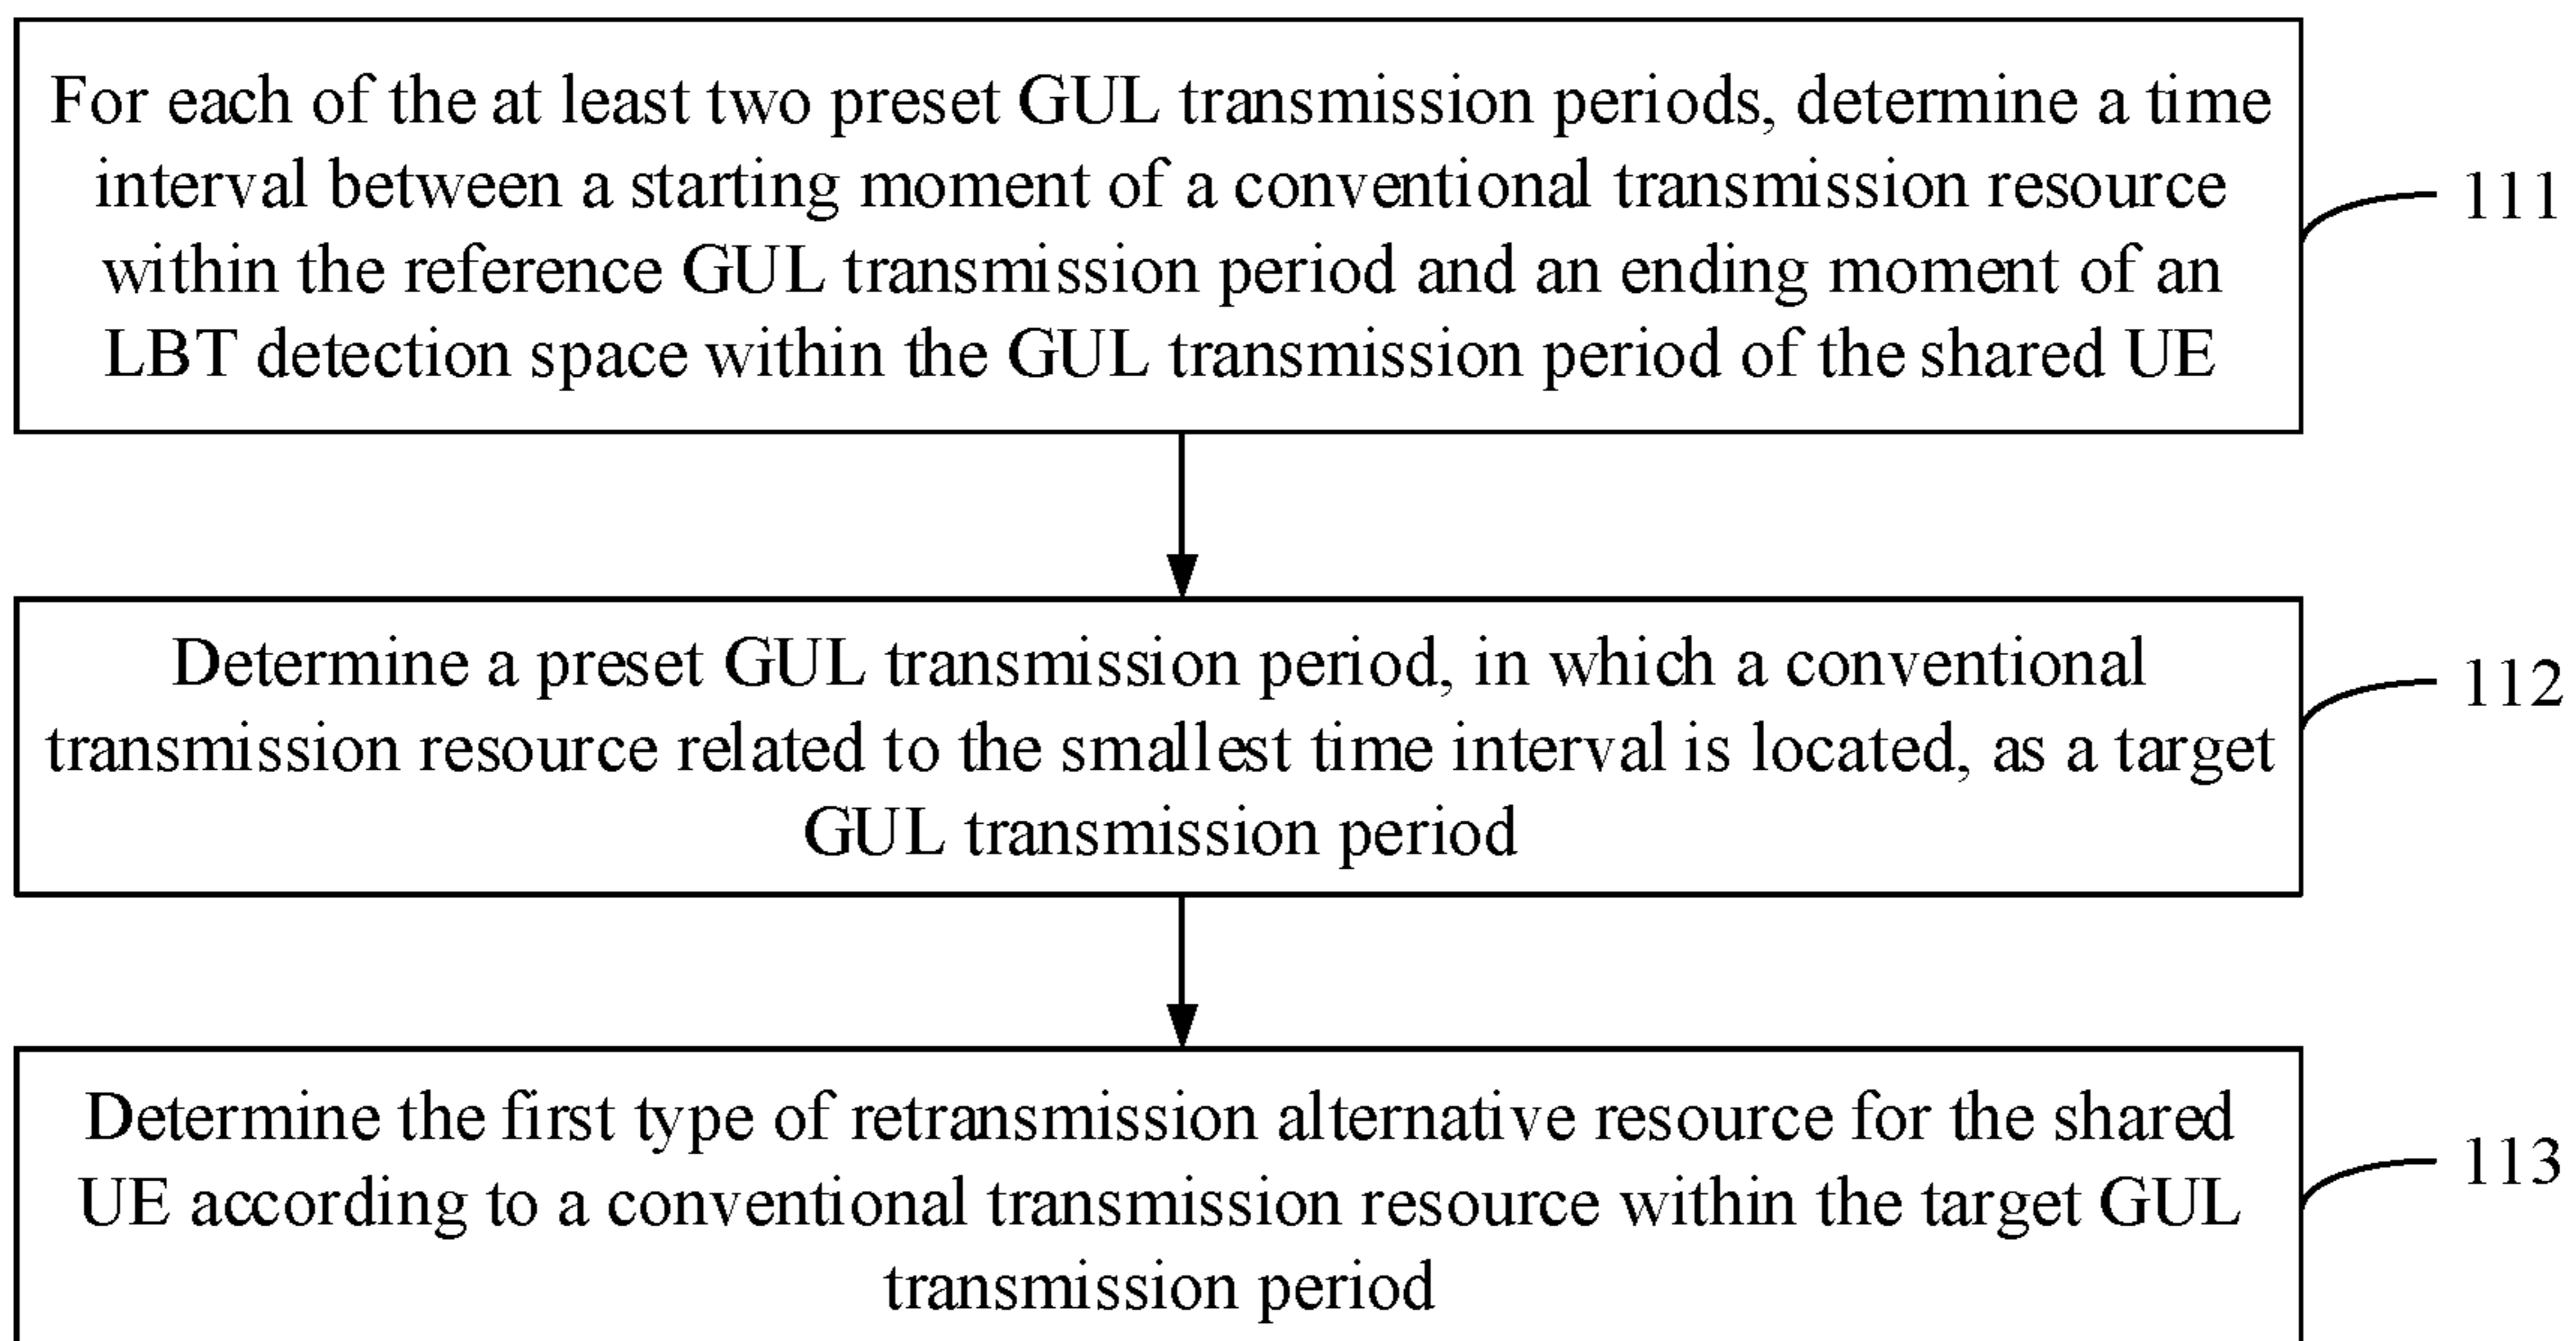 For each of the at least two preset GUL transmission periods, determine a time
interval between a starting moment of a conventional transmission resource
within the reference GUL transmission period and an ending moment of an
LBT detection space within the GUL transmission period of the shared UE
111
Determine a preset GUL transmission period, in which a conventional
transmission resource related to the smallest time interval is located, as a target
GUL transmission period
112
Determine the first type of retransmission alternative resource for the shared
UE according to a conventional transmission resource within the target GUL
transmission period
113